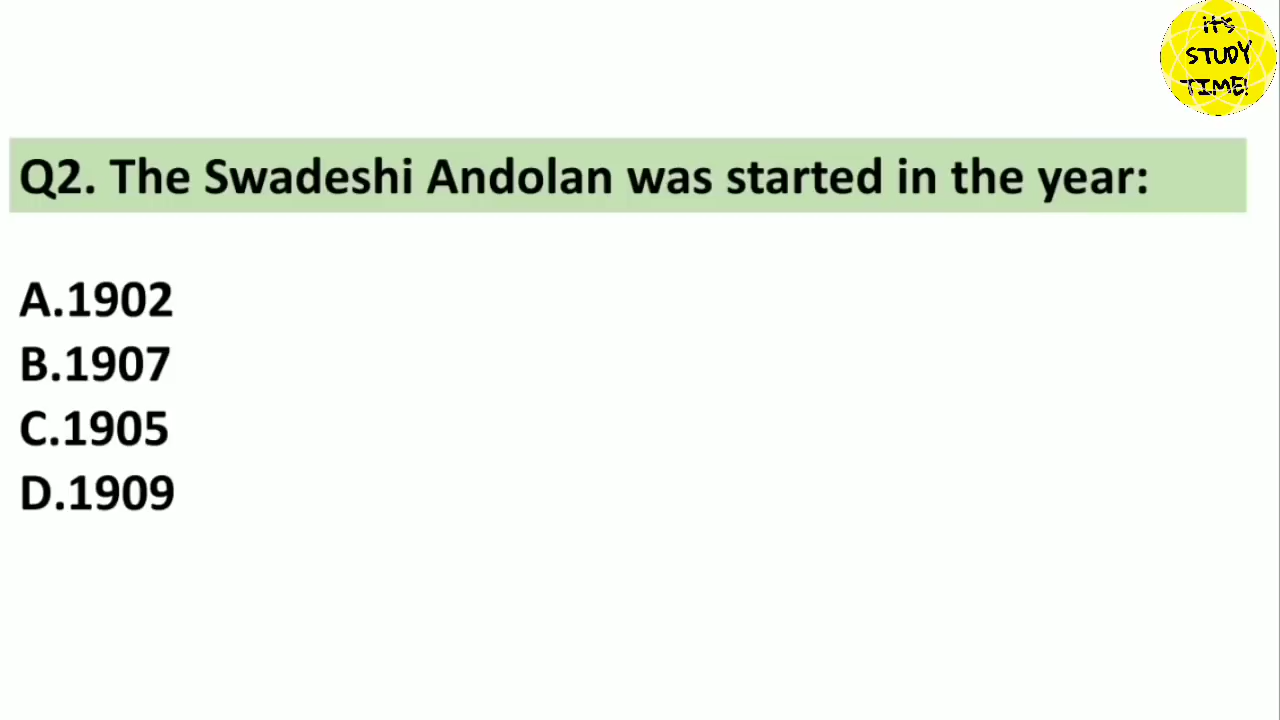 it's
STUDY
TIME!
Q2. The Swadeshi Andolan was started in the year:
A.1902
B.1907
C.1905
D.1909